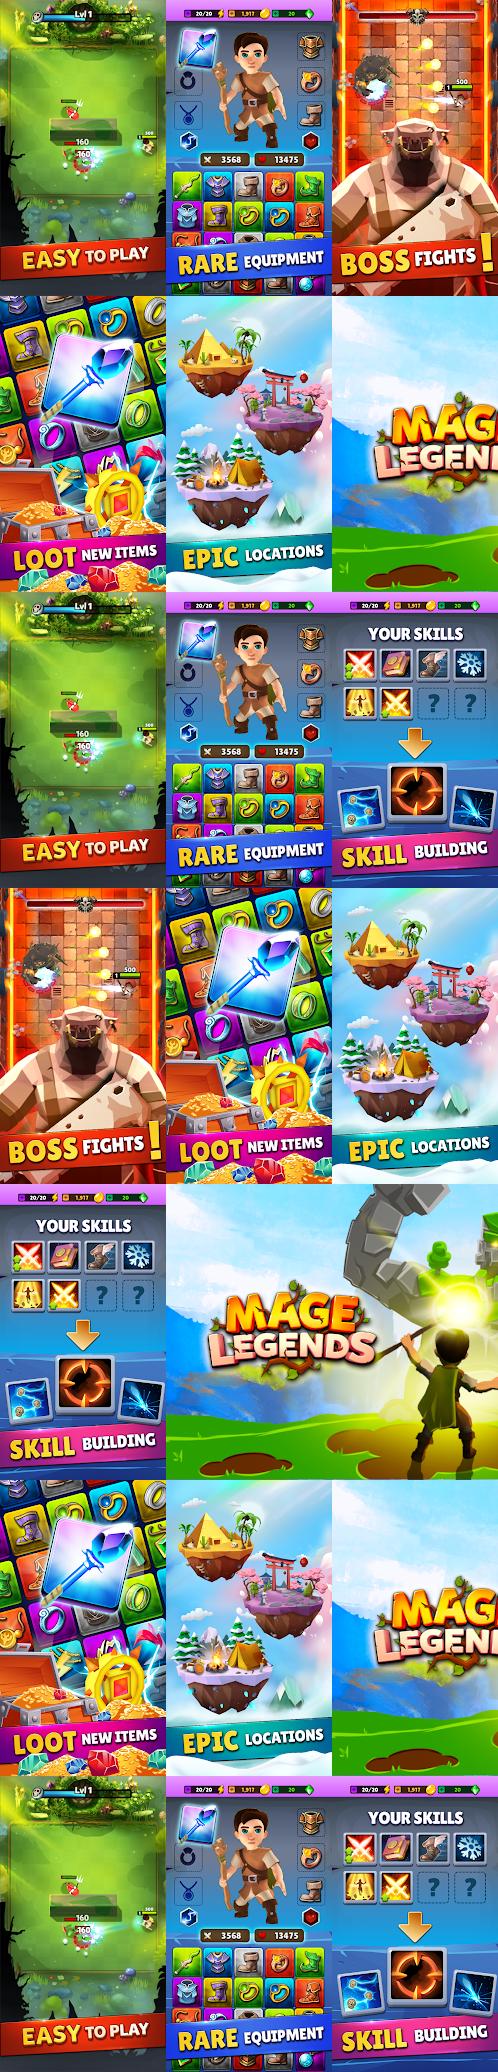 Lvl 1
160
160
500
EASY TO PLAY
20/20 1,917 20
3568 13475
RARE EQUIPMENT
500
BOSS FIGHTS!
LOOT NEW ITEMS
EPIC LOCATIONS
MAG
LEGEN
Lvl 1
160
160
500
EASY TO PLAY
20/20 1,917 20
3568 13475
RARE EQUIPMENT
20/20 1,917 20
YOUR SKILLS
? ?
SKILL BUILDING
500
BOSS FIGHTS!
LOOT NEW ITEMS
EPIC LOCATIONS
20/20 1,917 20
YOUR SKILLS
? ?
SKILL BUILDING
MAGE
LEGENDS
LOOT NEW ITEMS
EPIC LOCATIONS
MAG
LEGEN
Lvl 1
160
160
500
EASY TO PLAY
20/20 1,917 20
3568 13475
RARE EQUIPMENT
20/20 1,917 20
YOUR SKILLS
? ?
SKILL BUILDING